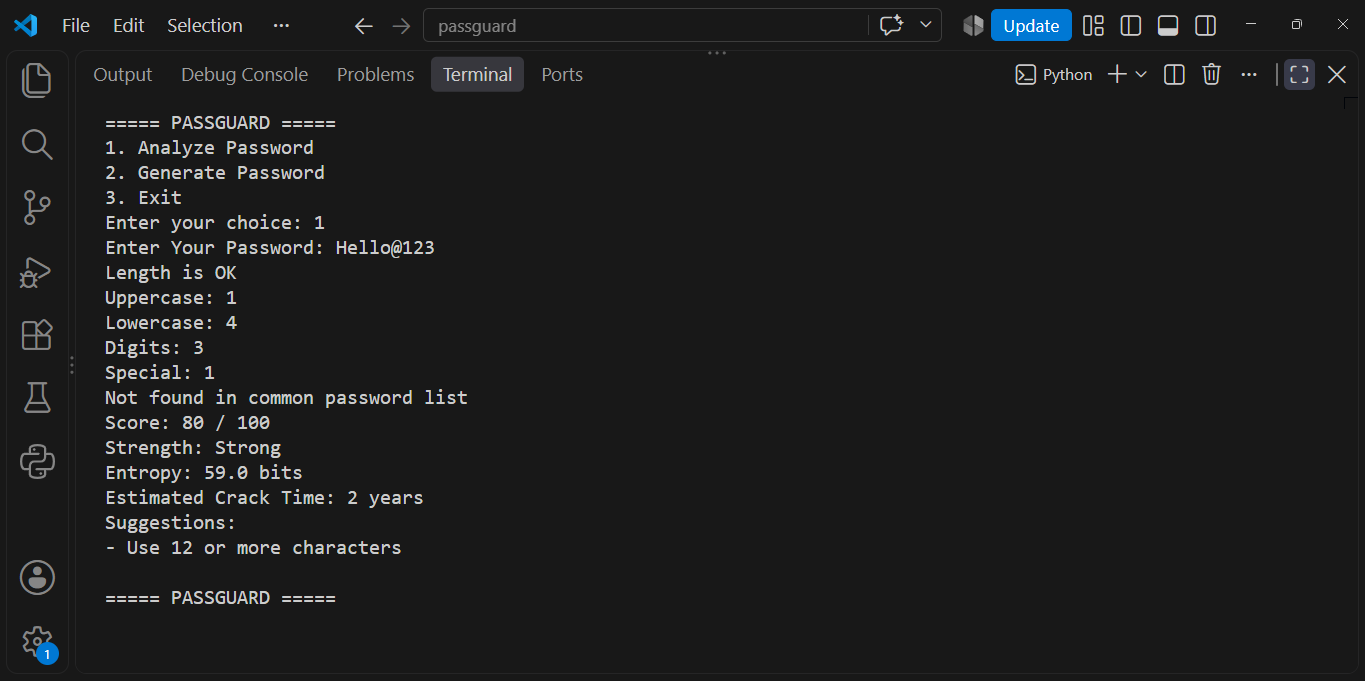 File Edit Selection ··· passguard Update
Output Debug Console Problems Terminal Ports Python ···
===== PASSGUARD =====
1. Analyze Password
2. Generate Password
3. Exit
Enter your choice: 1
Enter Your Password: Hello@123
Length is OK
Uppercase: 1
Lowercase: 4
Digits: 3
Special: 1
Not found in common password list
Score: 80 / 100
Strength: Strong
Entropy: 59.0 bits
Estimated Crack Time: 2 years
Suggestions:
- Use 12 or more characters
===== PASSGUARD =====
1